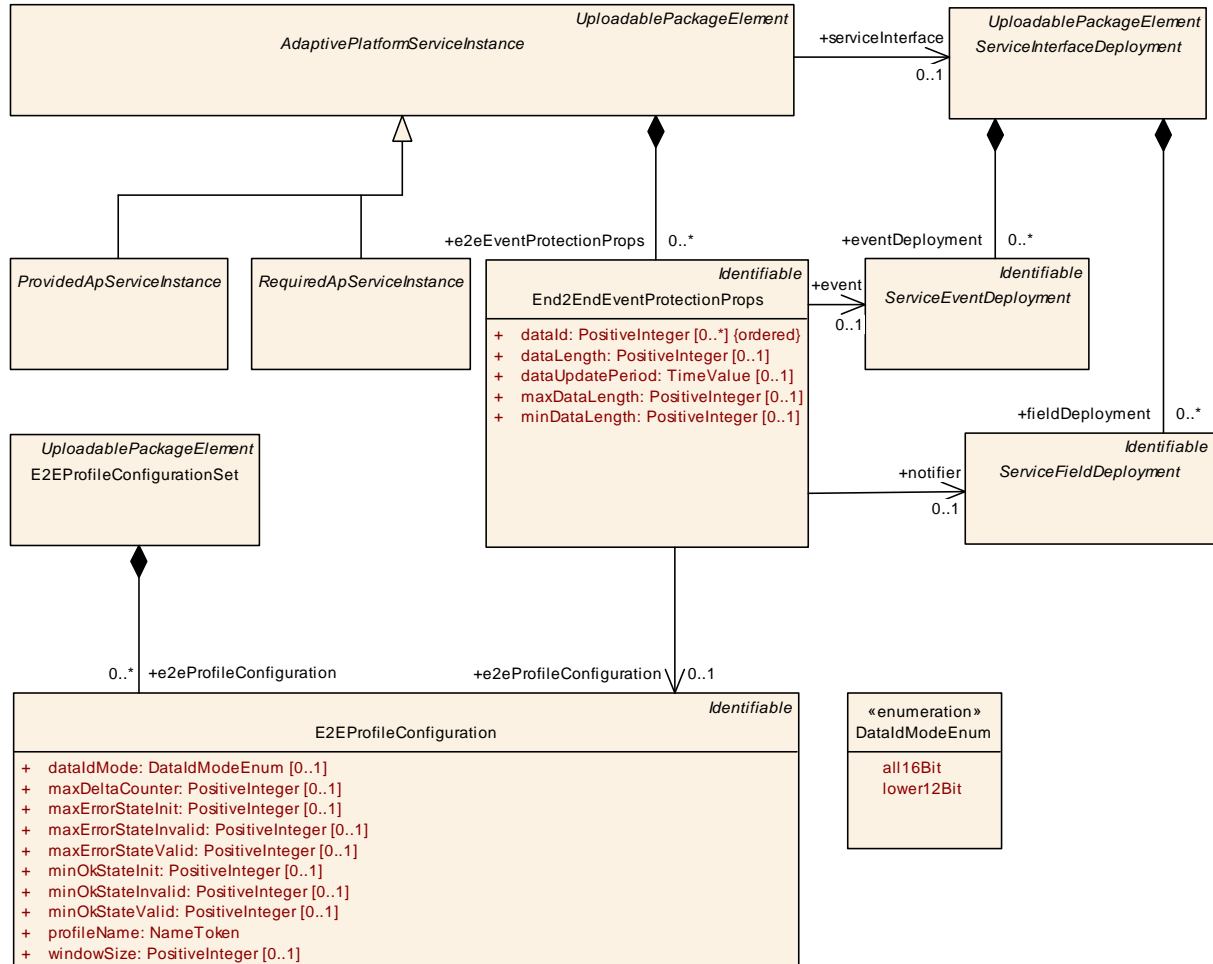 UploadablePackageElement
AdaptivePlatformServiceInstance
+serviceInterface
0..1
UploadablePackageElement
ServiceInterfaceDeployment
+e2eEventProtectionProps
0..*
+eventDeployment
0..*
ProvidedApServiceInstance
RequiredApServiceInstance
Identifiable
End2EndEventProtectionProps
+ dataId: PositiveInteger [0..*] {ordered}
+ dataLength: PositiveInteger [0..1]
+ dataUpdatePeriod: TimeValue [0..1]
+ maxDataLength: PositiveInteger [0..1]
+ minDataLength: PositiveInteger [0..1]
+event
0..1
Identifiable
ServiceEventDeployment
+fieldDeployment
0..*
UploadablePackageElement
E2EProfileConfigurationSet
+notifier
0..1
Identifiable
ServiceFieldDeployment
0..*
+e2eProfileConfiguration
+e2eProfileConfiguration
0..1
Identifiable
E2EProfileConfiguration
+ dataIdMode: DataIdModeEnum [0..1]
+ maxDeltaCounter: PositiveInteger [0..1]
+ maxErrorStateInit: PositiveInteger [0..1]
+ maxErrorStateInvalid: PositiveInteger [0..1]
+ maxErrorStateValid: PositiveInteger [0..1]
+ minOkStateInit: PositiveInteger [0..1]
+ minOkStateInvalid: PositiveInteger [0..1]
+ minOkStateValid: PositiveInteger [0..1]
+ profileName: NameToken
+ windowSize: PositiveInteger [0..1]
«enumeration»
DataIdModeEnum
all16Bit
lower12Bit